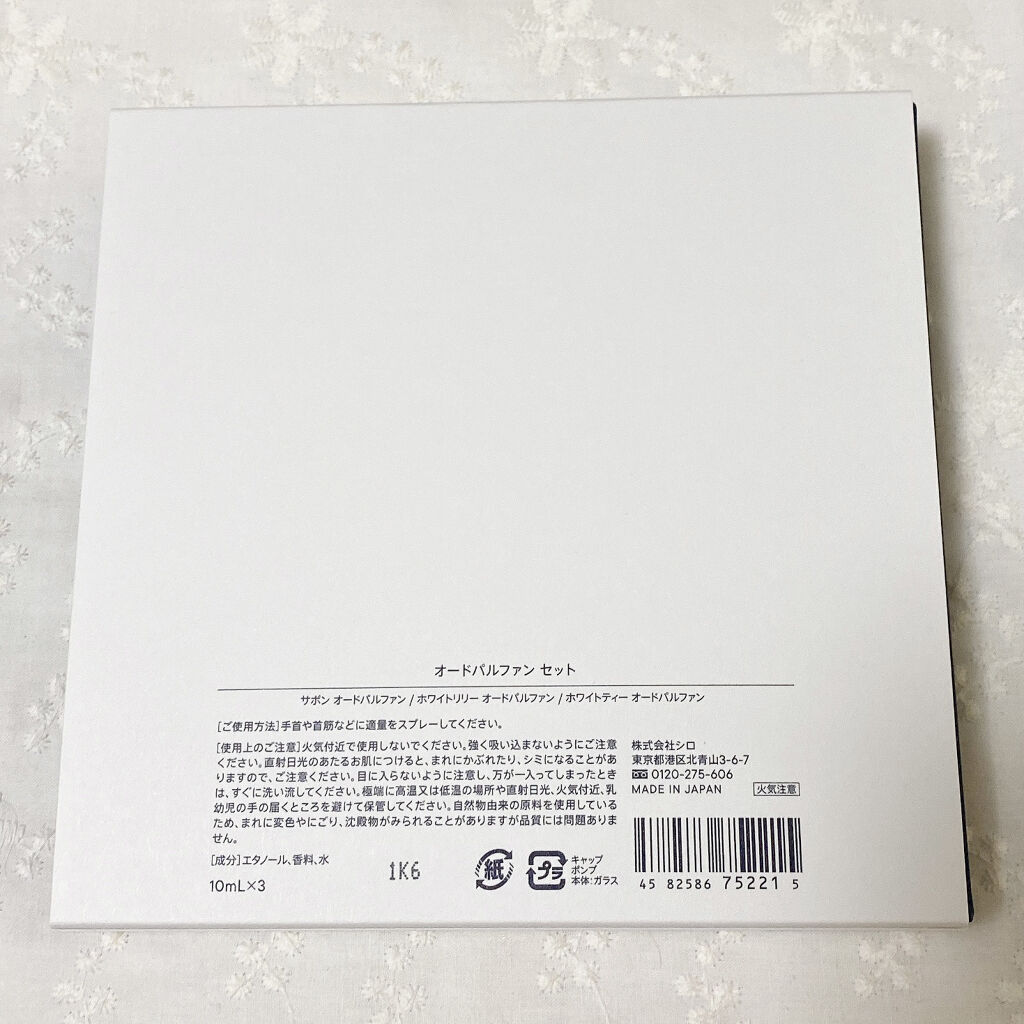 オードパルファン セット
サボン オードパルファン / ホワイトリリー オードパルファン / ホワイトティー オードパルファン
[ご使用方法]手首や首筋などに適量をスプレーしてください。
[使用上のご注意]火気付近で使用しないでください。強く吸い込まないようにご注意
ください。直射日光のあたるお肌につけると、まれにかぶれたり、シミになることがあ
りますので、ご注意ください。目に入らないように注意し、万が一入ってしまったとき
は、すぐに洗い流してください。極端に高温又は低温の場所や直射日光、火気付近、乳
幼児の手の届くところを避けて保管してください。自然物由来の原料を使用している
ため、まれに変色やにごり、沈殿物がみられることがありますが品質には問題ありま
せん。
[成分]エタノール、香料、水
10mL×3
1K6
紙
プラ
キャップ
ポンプ
本体:ガラス
株式会社シロ
東京都港区北青山3-6-7
0120-275-606
MADE IN JAPAN
火気注意
45 82586 75221 5